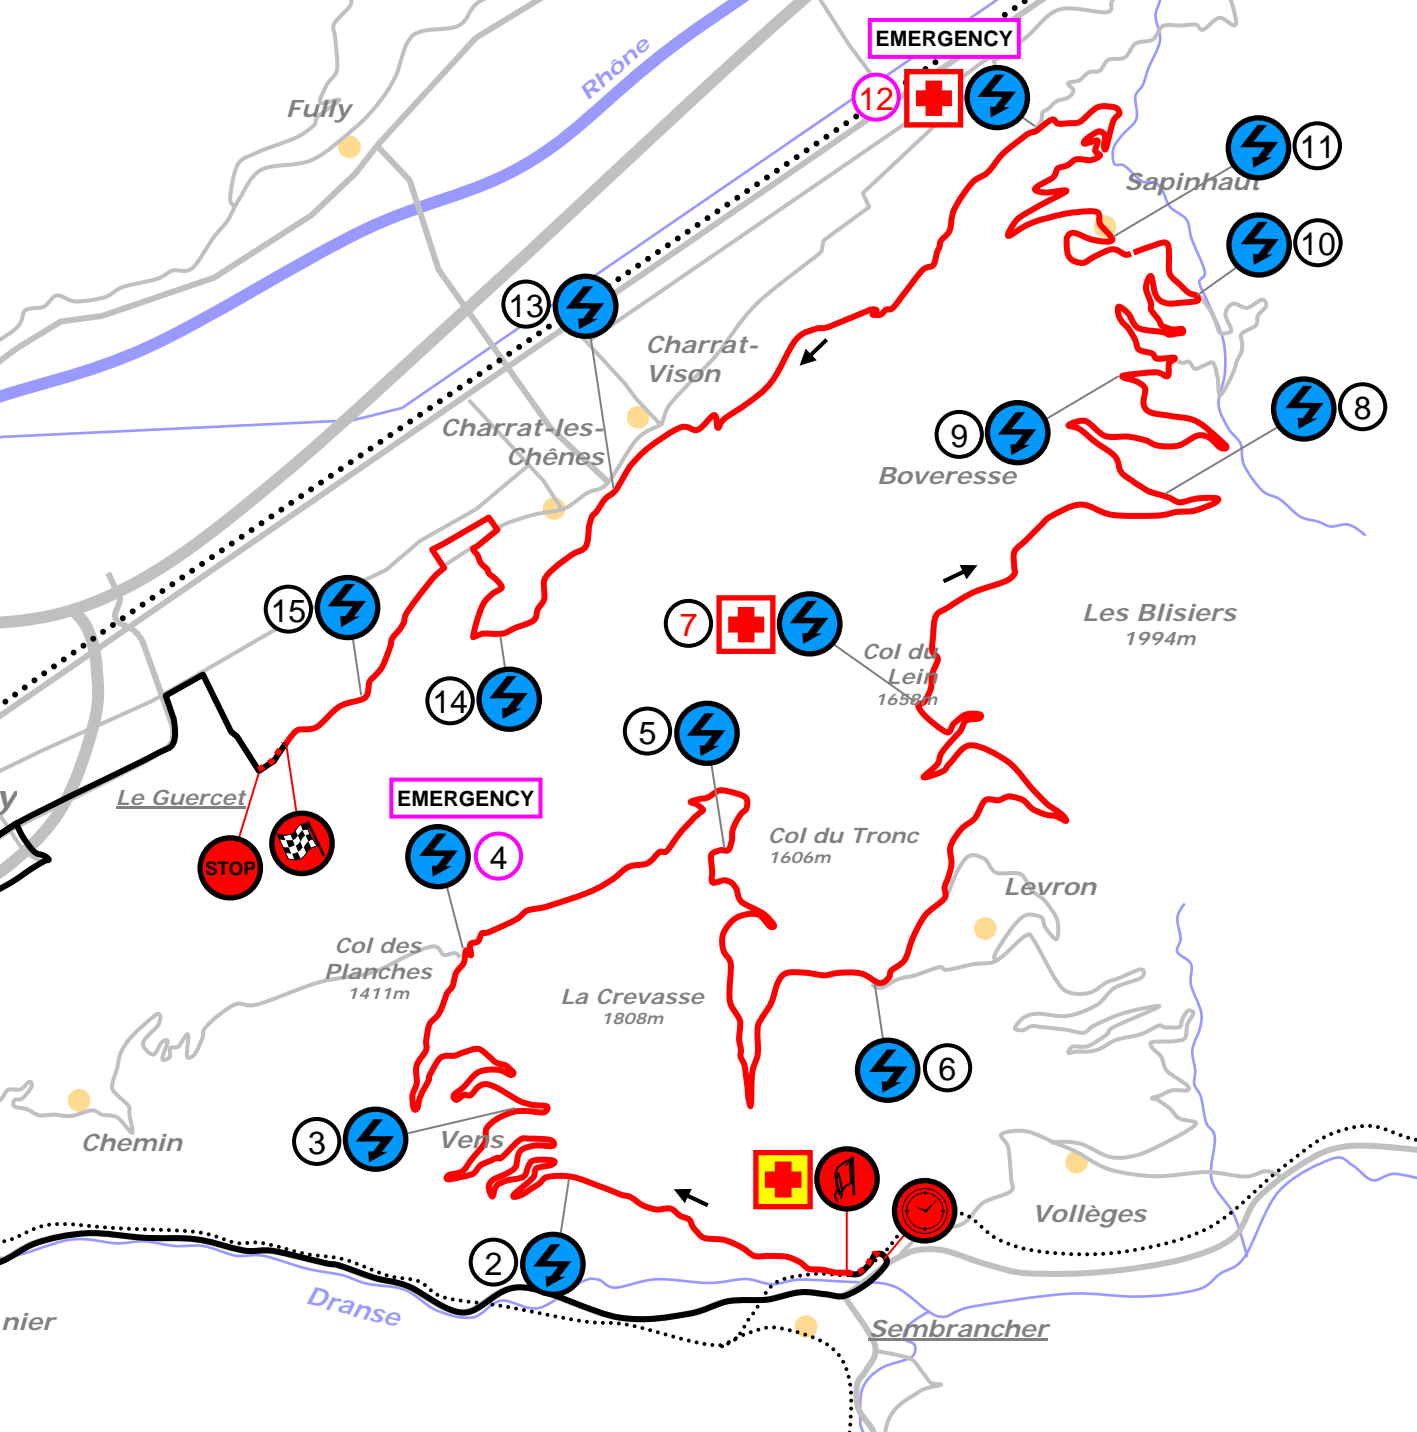 EMERGENCY
Rhône
Fully
12
11
Sapinhaut
10
13
Charrat-
Vison
8
Charrat-les-
Chênes
9
Boveresse
15
7
Les Blisiers
1994m
Col du
Lein
1658m
14
5
y
Le Guercet
EMERGENCY
STOP
4
Col du Tronc
1606m
Levron
Col des
Planches
1411m
La Crevasse
1808m
6
Chemin
3
Vens
Vollèges
2
Dranse
nier
Sembrancher